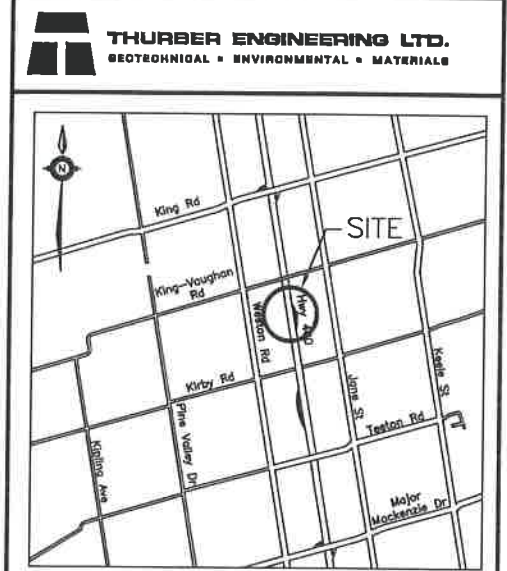 THURBER ENGINEERING LTD.
GEOTECHNICAL ▪ ENVIRONMENTAL ▪ MATERIALS
N
King Rd
SITE
King-Vaughan
Rd
Weston Rd
Hwy 400
Kirby Rd
Jane St
Keele St
Pine Valley Dr
Kipling Ave
Teston Rd
Major
Mackenzie Dr